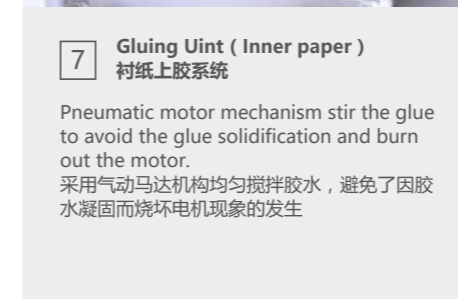 7
Gluing Uint ( Inner paper )
衬纸上胶系统
Pneumatic motor mechanism stir the glue
to avoid the glue solidification and burn
out the motor.
采用气动马达机构均匀搅拌胶水，避免了因胶
水凝固而烧坏电机现象的发生